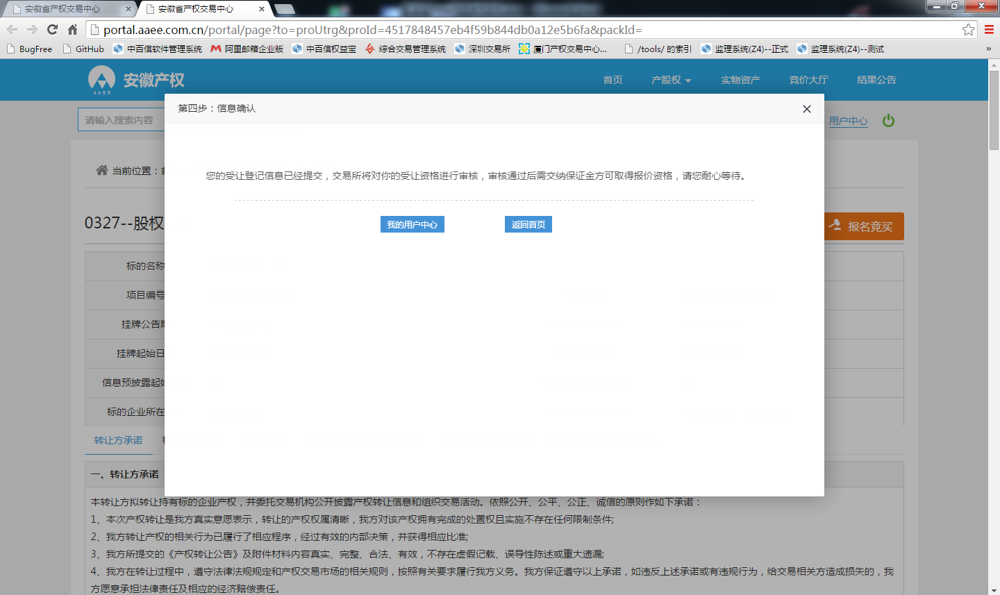 安徽省产权交易中心
安徽省产权交易中心
portal.aaee.com.cn/portal/page?to=proUtrg&proId=4517848457eb4f59b844db0a12e5b6fa&packId=
BugFree GitHub 中百信软件管理系统 阿里邮箱企业版 中百信权益宝 综合交易管理系统 深圳交易所 厦门产权交易中心... /tools/ 的索引 监理系统(Z4)--正式 监理系统(Z4)--测试 »
AAEE
安徽产权
首页 产股权 实物资产 竞价大厅 结果公告
第四步：信息确认
请输入搜索内容
用户中心
当前位置：
您的受让登记信息已经提交，交易所将对你的受让资格进行审核，审核通过后需交纳保证金方可取得报价资格，请您耐心等待。
我的用户中心 返回首页
0327--股权
报名竞买
标的名称
项目编号
挂牌公告期
挂牌起始日
信息预披露起始
标的企业所在
转让方承诺
一、转让方承诺
本转让方拟转让持有标的企业产权，并委托交易机构公开披露产权转让信息和组织交易活动。依照公开、公平、公正、诚信的原则作如下承诺：
1、本次产权转让是我方真实意愿表示，转让的产权权属清晰，我方对该产权拥有完成的处置权且实施不存在任何限制条件;
2、我方转让产权的相关行为已履行了相应程序，经过有效的内部决策，并获得相应比准;
3、我方所提交的《产权转让公告》及附件材料内容真实、完整、合法、有效，不存在虚假记载、误导性陈述或重大遗漏;
4、我方在转让过程中，遵守法律法规规定和产权交易市场的相关规则，按照有关要求履行我方义务。我方保证遵守以上承诺，如违反上述承诺或有违规行为，给交易相关方造成损失的，我
方愿意承担法律责任及相应的经济赔偿责任。